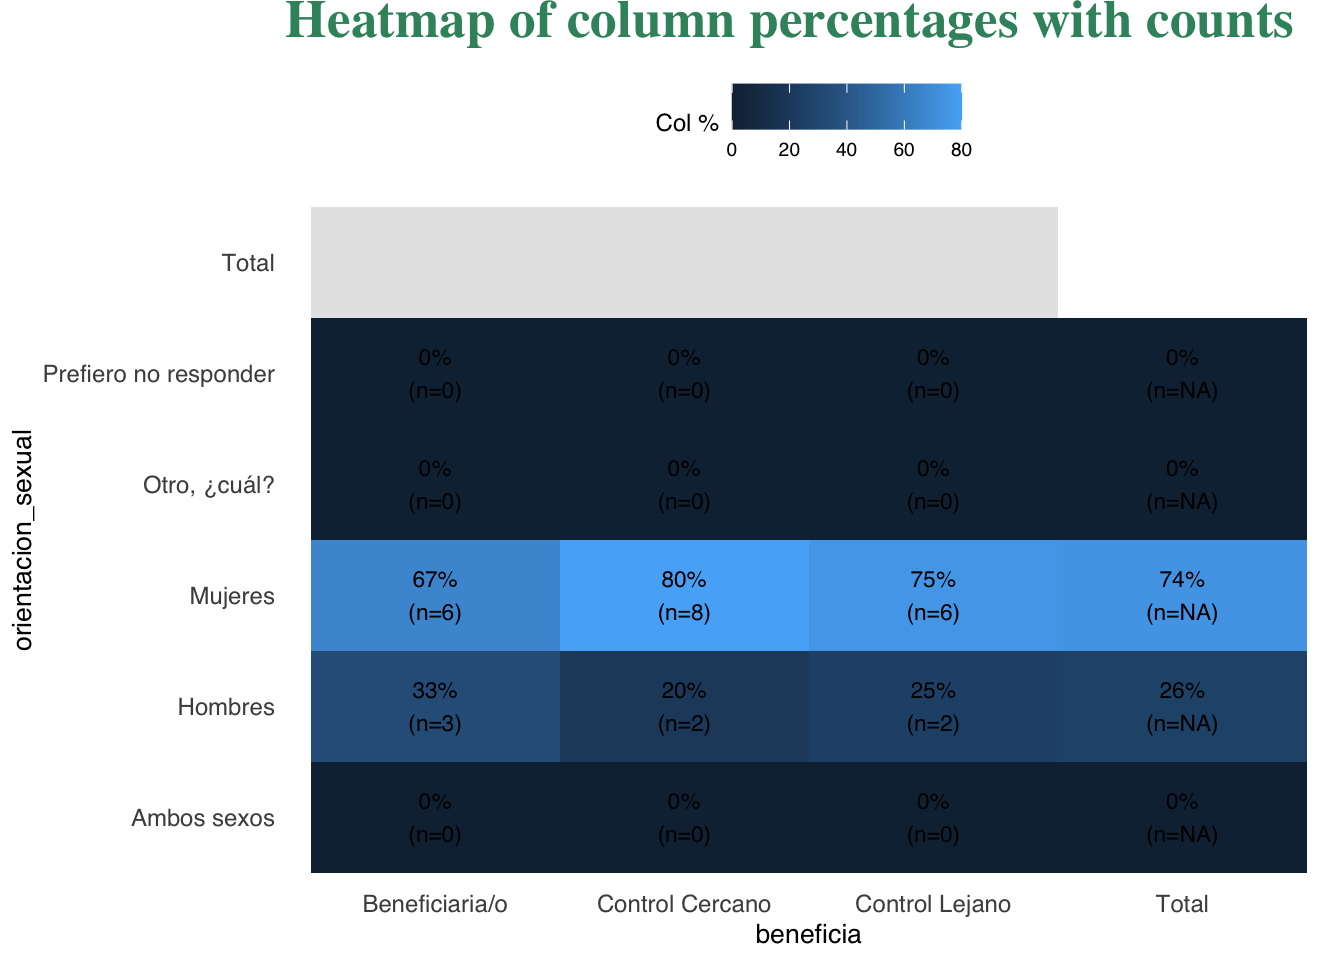 Heatmap of column percentages with counts
Col %
0 20 40 60 80
Total
Prefiero no responder
0% 0% 0% 0%
(n=0) (n=0) (n=0) (n=NA)
Otro, ¿cuál?
0% 0% 0% 0%
(n=0) (n=0) (n=0) (n=NA)
Mujeres
67% 80% 75% 74%
(n=6) (n=8) (n=6) (n=NA)
Hombres
33% 20% 25% 26%
(n=3) (n=2) (n=2) (n=NA)
Ambos sexos
0% 0% 0% 0%
(n=0) (n=0) (n=0) (n=NA)
orientacion_sexual
Beneficiaria/o Control Cercano Control Lejano Total
beneficia